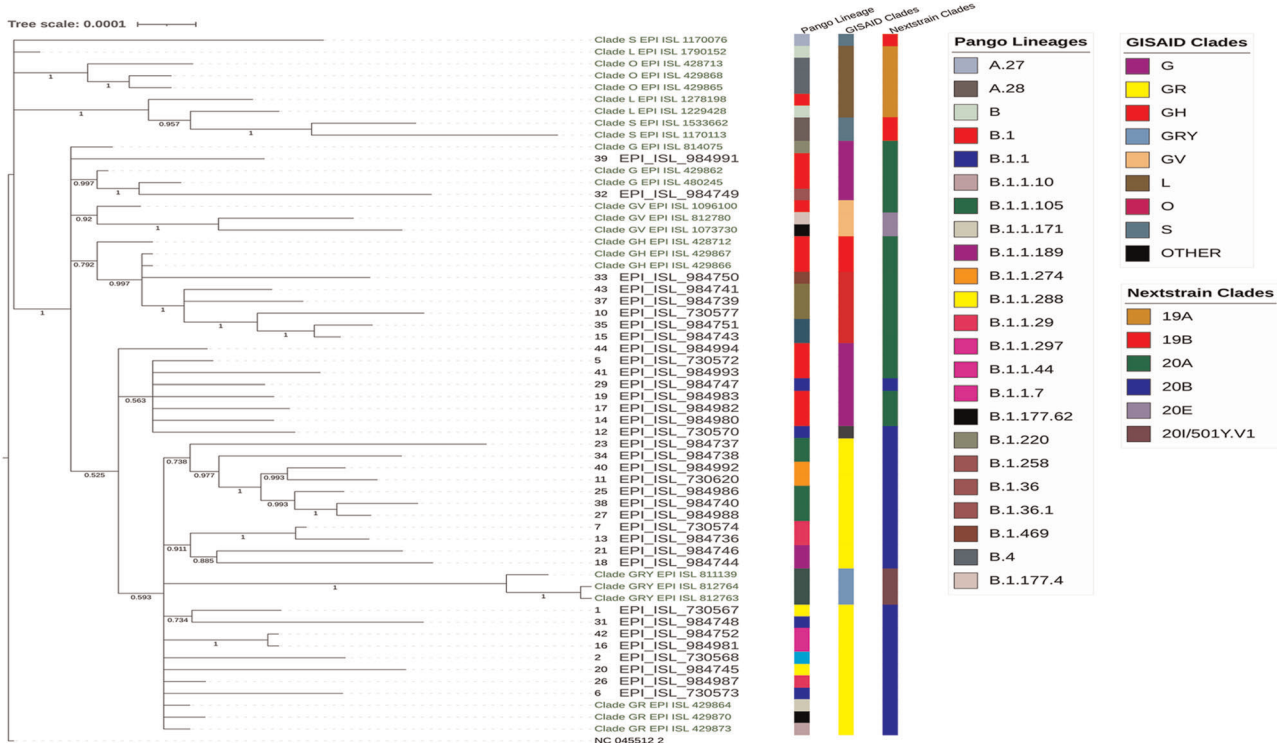 Tree scale: 0.0001
Pango Lineage
GISAID Clades
Nextstrain Clades
Clade S EPI ISL 1170076
Clade L EPI ISL 1790152
Clade O EPI ISL 428713
1
Clade O EPI ISL 429868
1
Clade O EPI ISL 429865
Clade L EPI ISL 1278198
1
Clade L EPI ISL 1229428
0.957
Clade S EPI ISL 1533662
1
Clade S EPI ISL 1170113
Clade G EPI ISL 814075
39 EPI_ISL_984991
Clade G EPI ISL 429862
0.997
Clade G EPI ISL 480245
1
32 EPI_ISL_984749
Clade GV EPI ISL 1096100
0.92
Clade GV EPI ISL 812780
1
Clade GV EPI ISL 1073730
Clade GH EPI ISL 428712
Clade GH EPI ISL 429867
0.792
Clade GH EPI ISL 429866
0.997
33 EPI_ISL_984750
43 EPI_ISL_984741
37 EPI_ISL_984739
1
10 EPI_ISL_730577
1
1
35 EPI_ISL_984751
1
15 EPI_ISL_984743
44 EPI_ISL_984994
5 EPI_ISL_730572
41 EPI_ISL_984993
29 EPI_ISL_984747
19 EPI_ISL_984983
0.563
17 EPI_ISL_984982
14 EPI_ISL_984980
12 EPI_ISL_730570
23 EPI_ISL_984737
0.738
34 EPI_ISL_984738
0.525
0.977
40 EPI_ISL_984992
0.993
11 EPI_ISL_730620
1
25 EPI_ISL_984986
0.993
38 EPI_ISL_984740
1
27 EPI_ISL_984988
7 EPI_ISL_730574
1
13 EPI_ISL_984736
0.911
21 EPI_ISL_984746
0.885
18 EPI_ISL_984744
Clade GRY EPI ISL 811139
1
Clade GRY EPI ISL 812764
1
0.593
Clade GRY EPI ISL 812763
1 EPI_ISL_730567
0.734
31 EPI_ISL_984748
42 EPI_ISL_984752
1
16 EPI_ISL_984981
2 EPI_ISL_730568
20 EPI_ISL_984745
26 EPI_ISL_984987
6 EPI_ISL_730573
Clade GR EPI ISL 429864
Clade GR EPI ISL 429870
Clade GR EPI ISL 429873
NC 045512 2
Pango Lineages
A.27
A.28
B
B.1
B.1.1
B.1.1.10
B.1.1.105
B.1.1.171
B.1.1.189
B.1.1.274
B.1.1.288
B.1.1.29
B.1.1.297
B.1.1.44
B.1.1.7
B.1.177.62
B.1.220
B.1.258
B.1.36
B.1.36.1
B.1.469
B.4
B.1.177.4
GISAID Clades
G
GR
GH
GRY
GV
L
O
S
OTHER
Nextstrain Clades
19A
19B
20A
20B
20E
20I/501Y.V1